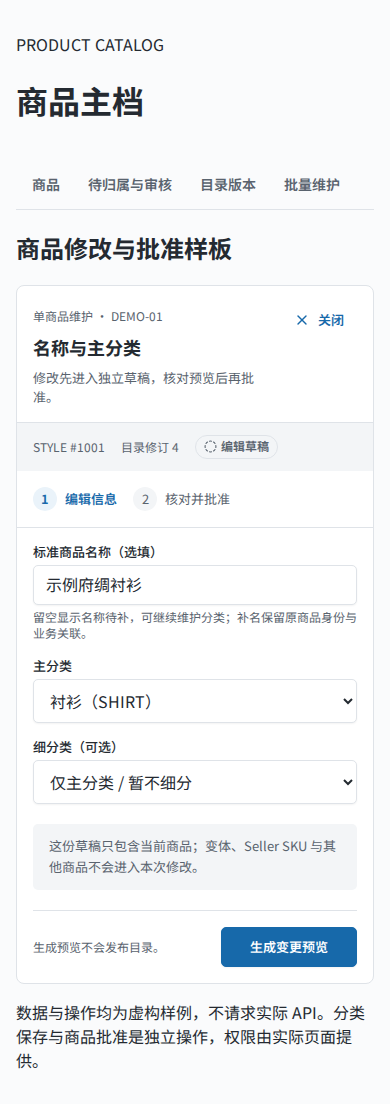 PRODUCT CATALOG
商品主档
商品 待归属与审核 目录版本 批量维护
商品修改与批准样板
单商品维护 · DEMO-01
× 关闭
名称与主分类
修改先进入独立草稿，核对预览后再批
准。
STYLE #1001 目录修订 4 编辑草稿
1 编辑信息 2 核对并批准
标准商品名称（选填）
示例府绸衬衫
留空显示名称待补，可继续维护分类；补名保留原商品身份与
业务关联。
主分类
衬衫（SHIRT）
细分类（可选）
仅主分类 / 暂不细分
这份草稿只包含当前商品；变体、Seller SKU 与其
他商品不会进入本次修改。
生成预览不会发布目录。
生成变更预览
数据与操作均为虚构样例，不请求实际 API。分类
保存与商品批准是独立操作，权限由实际页面提
供。